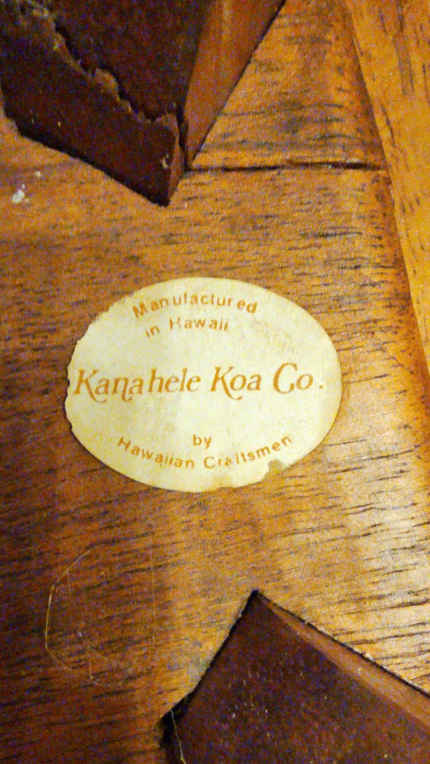 Manufactured
in Hawaii
Kanahele Koa Co.
by
Hawaiian Craftsmen